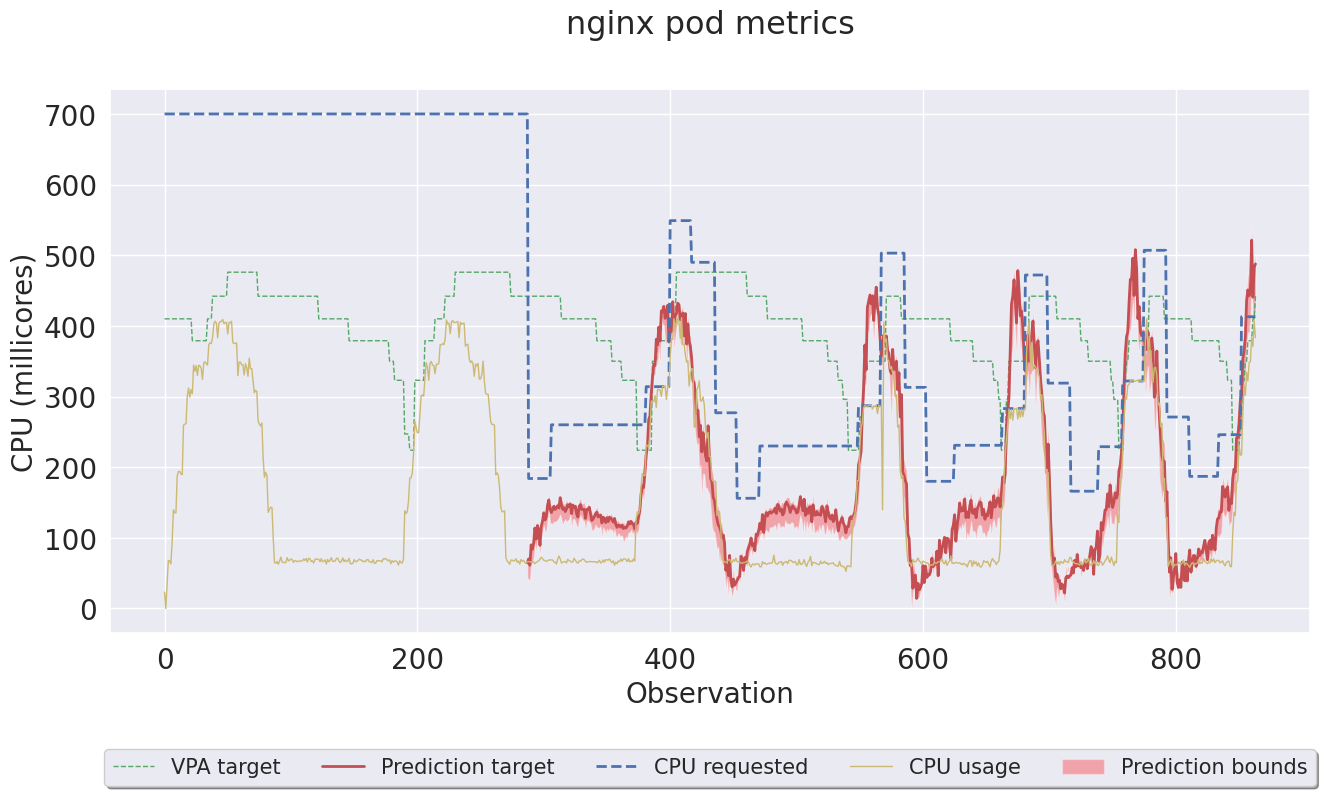 nginx pod metrics
CPU (millicores)
700
600
500
400
300
200
100
0
0 200 400 600 800
Observation
VPA target Prediction target CPU requested CPU usage Prediction bounds